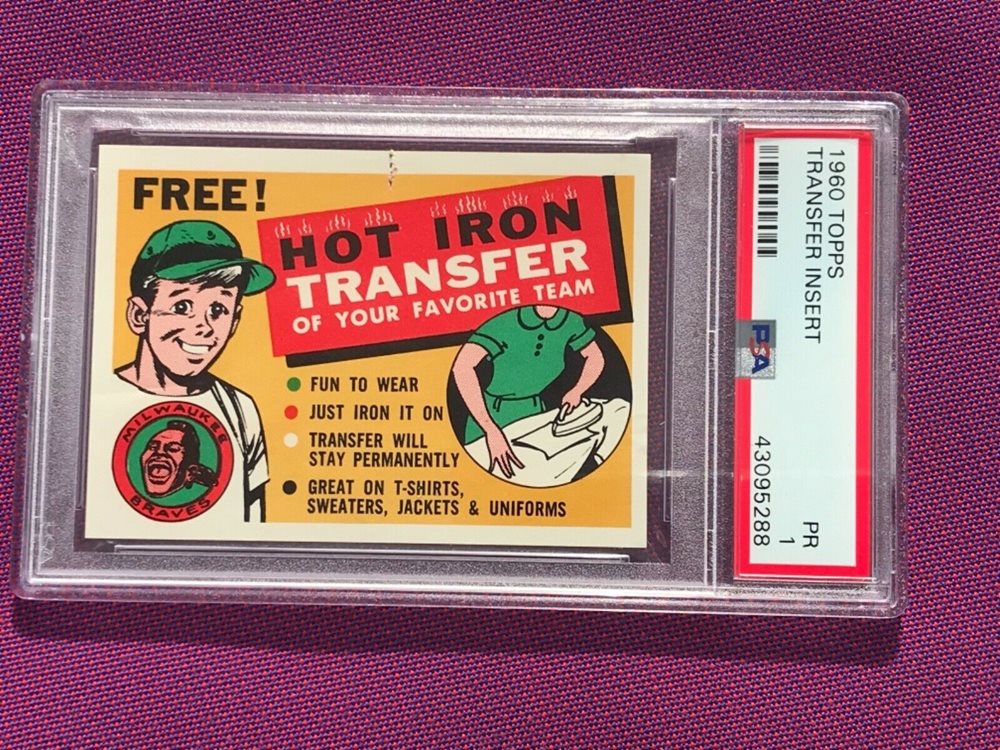 FREE!
HOT IRON
TRANSFER
OF YOUR FAVORITE TEAM
FUN TO WEAR
JUST IRON IT ON
TRANSFER WILL
STAY PERMANENTLY
GREAT ON T-SHIRTS,
SWEATERS, JACKETS & UNIFORMS
MILWAUKEE
BRAVES
1960 TOPPS
TRANSFER INSERT
PSA
PR
1
43095288